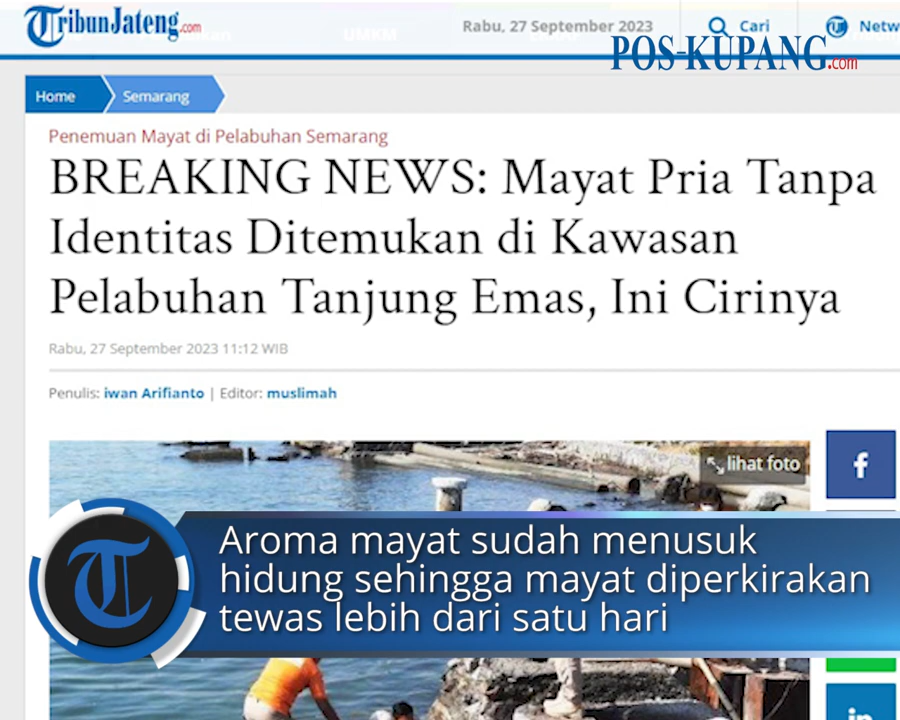 TribunJateng.com
Rabu, 27 September 2023
Cari
Netw
POS-KUPANG.com
UMKM
Home
Semarang
Penemuan Mayat di Pelabuhan Semarang
BREAKING NEWS: Mayat Pria Tanpa
Identitas Ditemukan di Kawasan
Pelabuhan Tanjung Emas, Ini Cirinya
Rabu, 27 September 2023 11:12 WIB
Penulis: iwan Arifianto | Editor: muslimah
lihat foto
f
Aroma mayat sudah menusuk
hidung sehingga mayat diperkirakan
tewas lebih dari satu hari
T
in